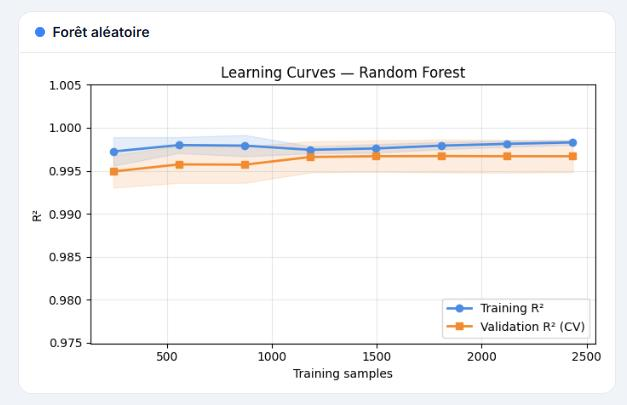 Forêt aléatoire
Learning Curves — Random Forest
1.005
1.000
0.995
0.990
0.985
0.980
0.975
R²
500
1000
1500
2000
2500
Training samples
Training R²
Validation R² (CV)